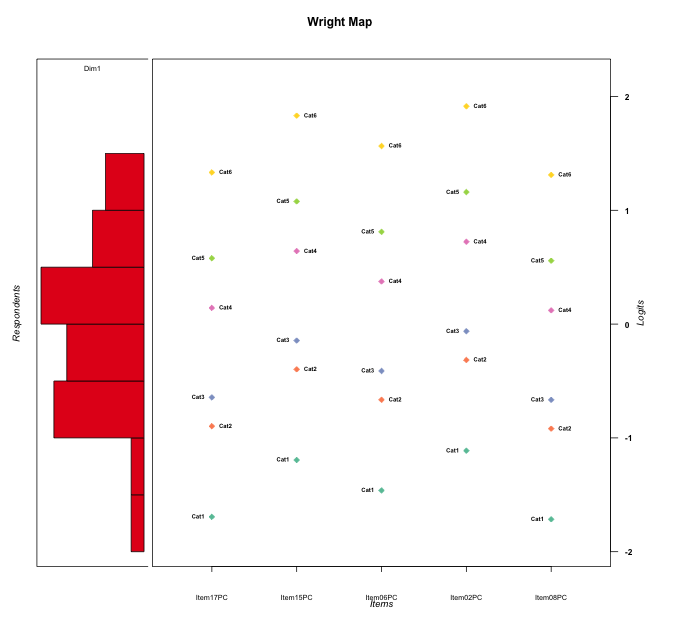 Wright Map
Dim1
2
Cat6
Cat6
Cat6
Cat6
Cat6
1
Cat5
Cat5
Cat5
Cat5
Cat5
Cat4
Cat4
Cat4
Cat4
Cat4
Respondents
0
Logits
Cat3
Cat3
Cat3
Cat3
Cat3
Cat2
Cat2
Cat2
Cat2
Cat2
-1
Cat1
Cat1
Cat1
Cat1
Cat1
-2
Item17PC Item15PC Item06PC Item02PC Item08PC
Items